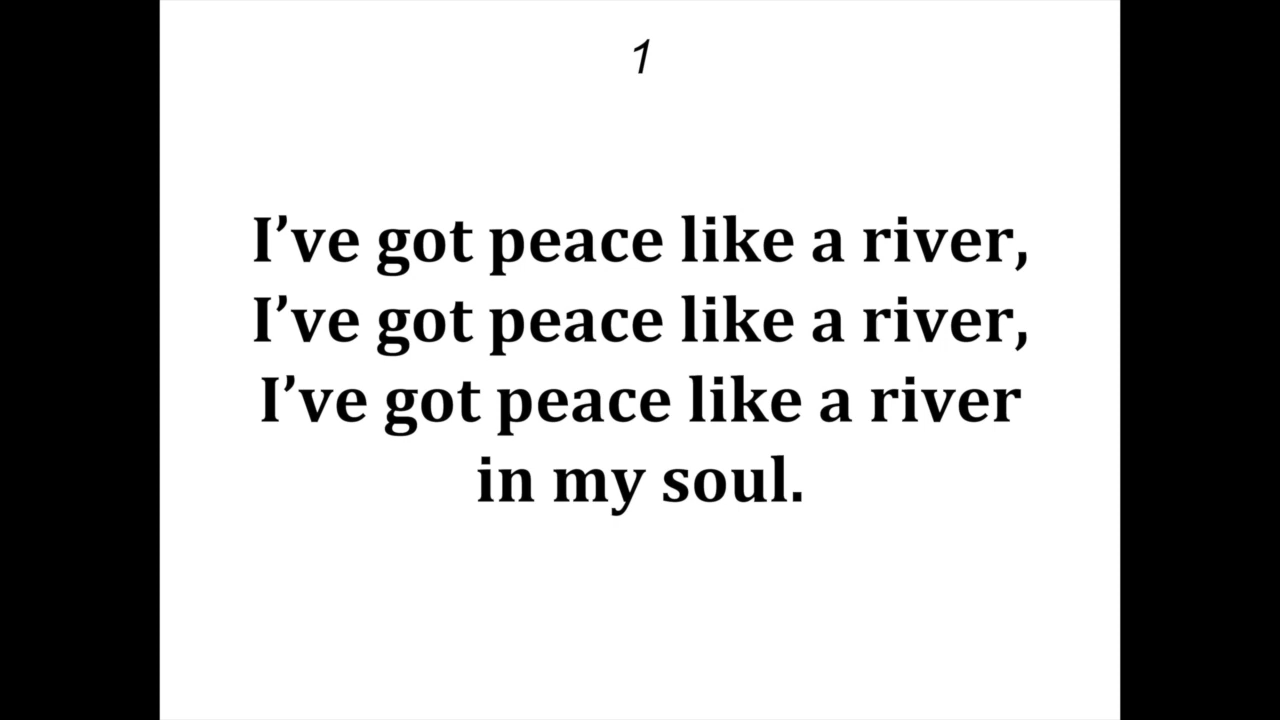 1
I’ve got peace like a river,
I’ve got peace like a river,
I’ve got peace like a river
in my soul.